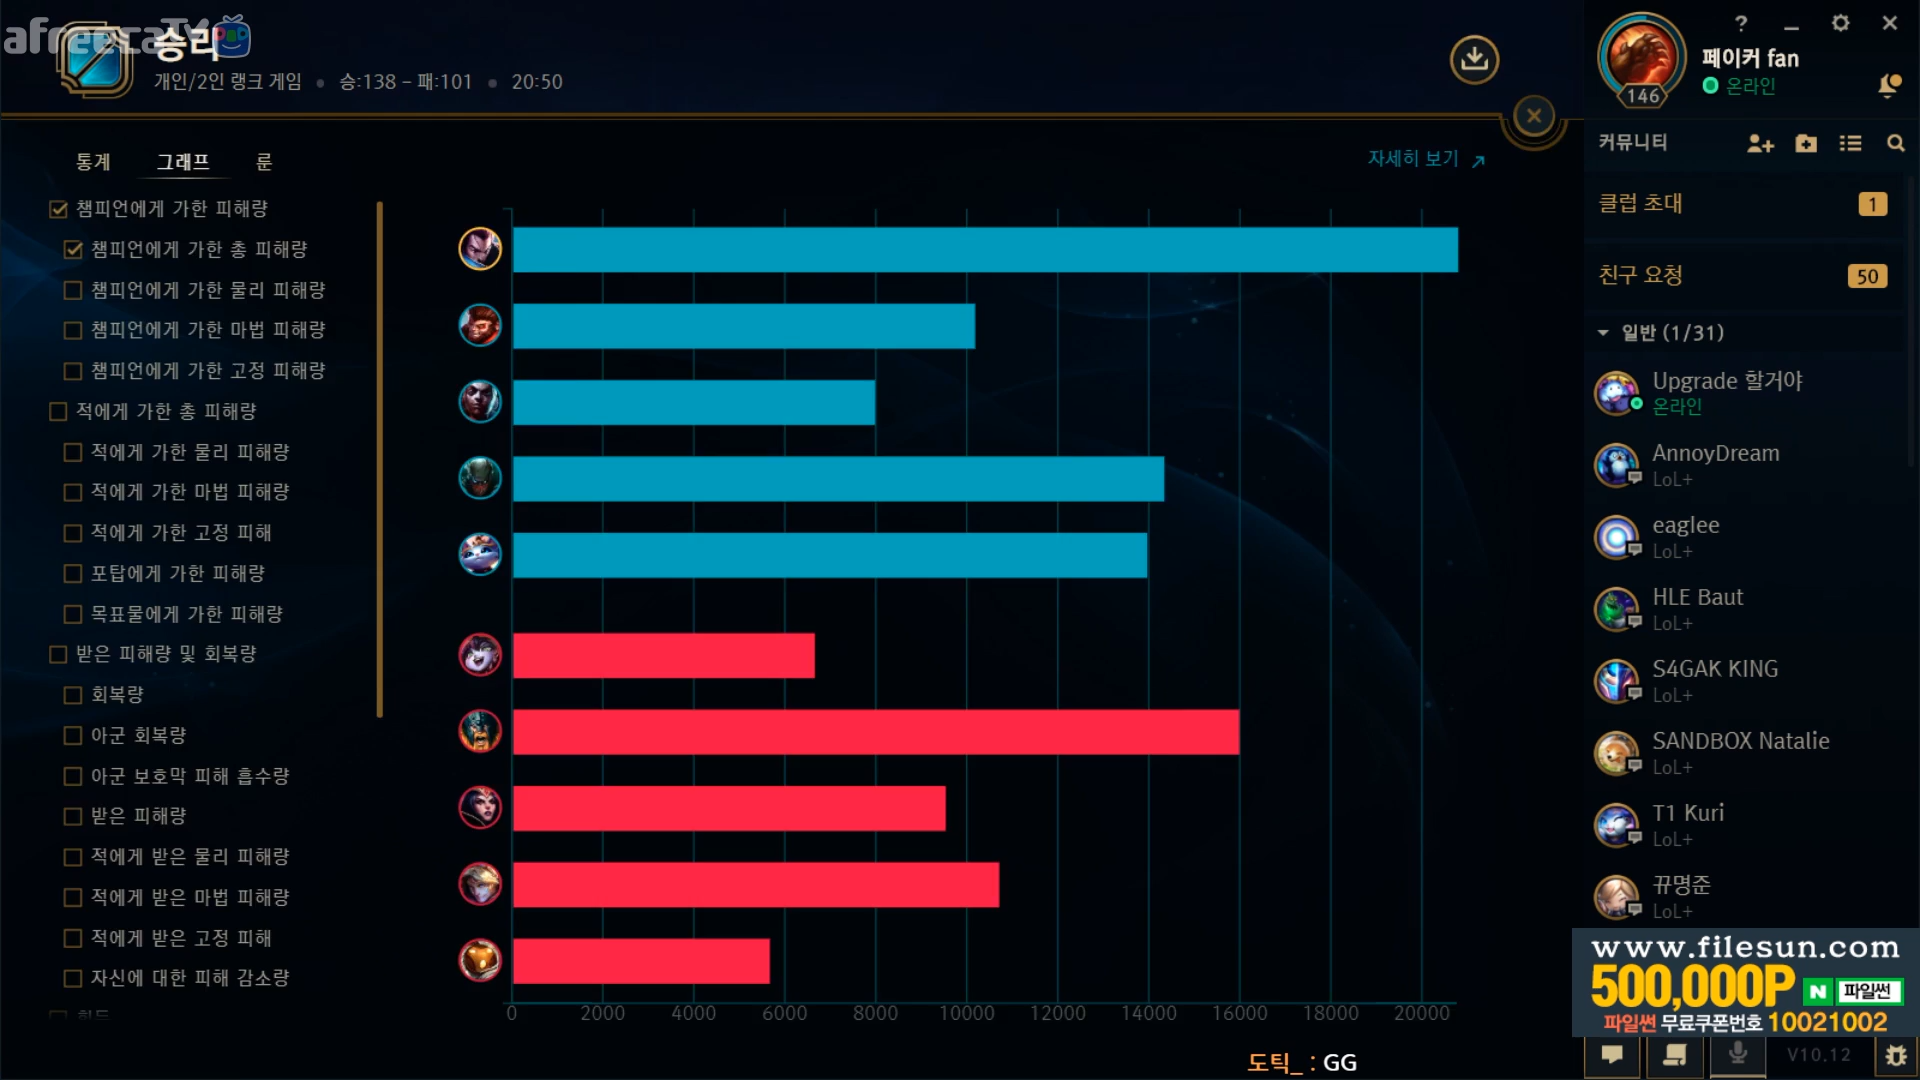 afreecaTV
승리
개인/2인 랭크 게임 • 승:138 – 패:101 • 20:50
통계 그래프 룬
자세히 보기
챔피언에게 가한 피해량
챔피언에게 가한 총 피해량
챔피언에게 가한 물리 피해량
챔피언에게 가한 마법 피해량
챔피언에게 가한 고정 피해량
적에게 가한 총 피해량
적에게 가한 물리 피해량
적에게 가한 마법 피해량
적에게 가한 고정 피해
포탑에게 가한 피해량
목표물에게 가한 피해량
받은 피해량 및 회복량
회복량
아군 회복량
아군 보호막 피해 흡수량
받은 피해량
적에게 받은 물리 피해량
적에게 받은 마법 피해량
적에게 받은 고정 피해
자신에 대한 피해 감소량
0 2000 4000 6000 8000 10000 12000 14000 16000 18000 20000
도틱_ : GG
?
146
페이커 fan
온라인
커뮤니티
클럽 초대 1
친구 요청 50
일반 (1/31)
Upgrade 할거야
온라인
AnnoyDream
LoL+
eaglee
LoL+
HLE Baut
LoL+
S4GAK KING
LoL+
SANDBOX Natalie
LoL+
T1 Kuri
LoL+
뀨명준
LoL+
www.filesun.com
500,000P N 파일썬
파일썬 무료쿠폰번호 10021002
V10.12